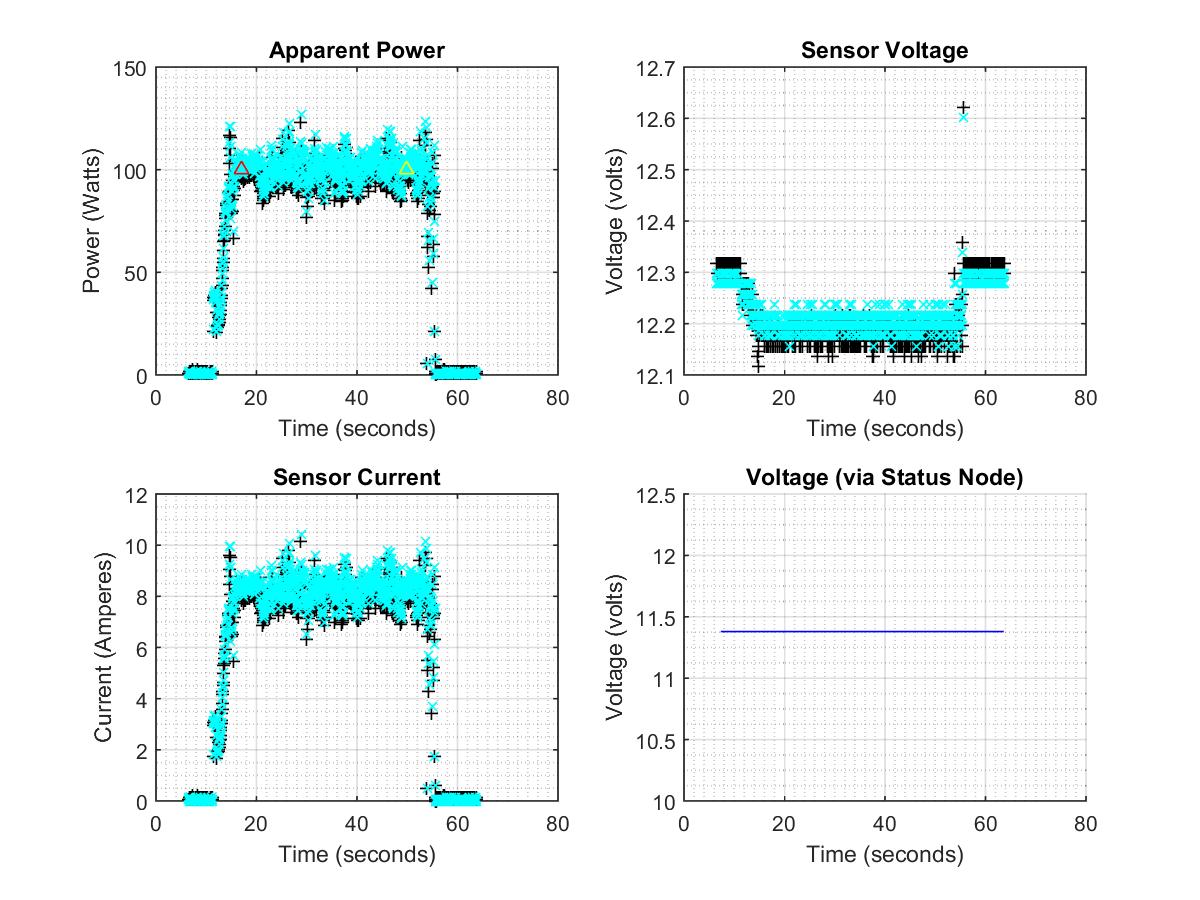 Apparent Power
150
100
50
0
Power (Watts)
0 20 40 60 80
Time (seconds)
Sensor Voltage
12.7
12.6
12.5
12.4
12.3
12.2
12.1
Voltage (volts)
0 20 40 60 80
Time (seconds)
Sensor Current
12
10
8
6
4
2
0
Current (Amperes)
0 20 40 60 80
Time (seconds)
Voltage (via Status Node)
12.5
12
11.5
11
10.5
10
Voltage (volts)
0 20 40 60 80
Time (seconds)